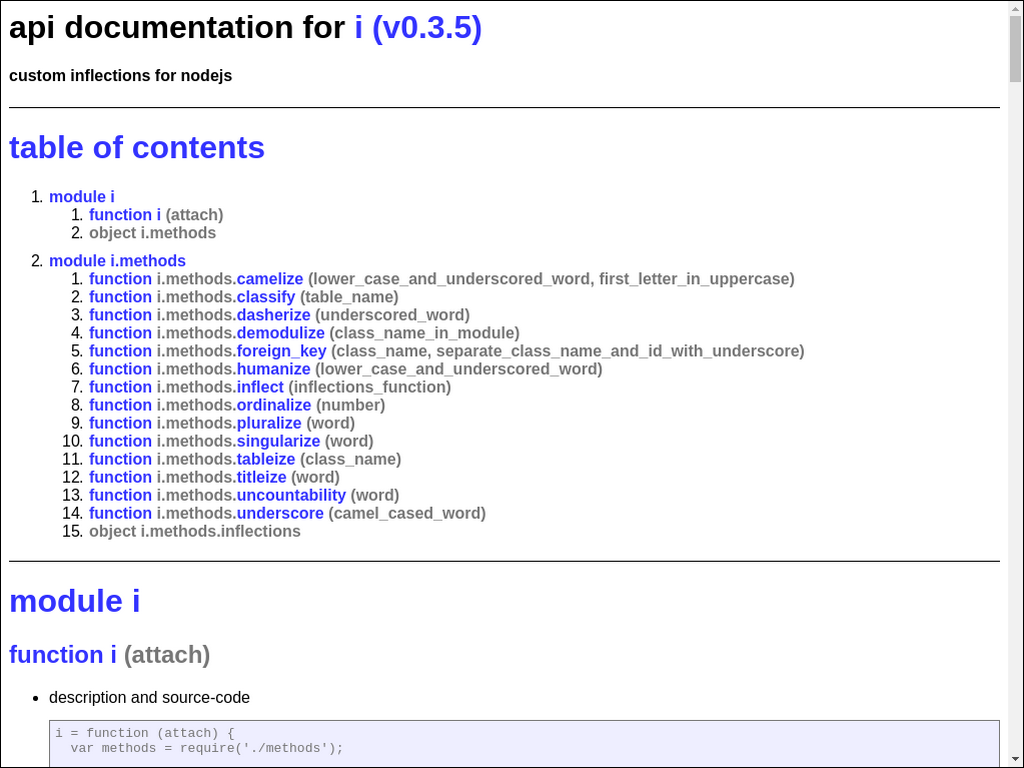 api documentation for i (v0.3.5)
custom inflections for nodejs
table of contents
1. module i
1. function i (attach)
2. object i.methods
2. module i.methods
1. function i.methods.camelize (lower_case_and_underscored_word, first_letter_in_uppercase)
2. function i.methods.classify (table_name)
3. function i.methods.dasherize (underscored_word)
4. function i.methods.demodulize (class_name_in_module)
5. function i.methods.foreign_key (class_name, separate_class_name_and_id_with_underscore)
6. function i.methods.humanize (lower_case_and_underscored_word)
7. function i.methods.inflect (inflections_function)
8. function i.methods.ordinalize (number)
9. function i.methods.pluralize (word)
10. function i.methods.singularize (word)
11. function i.methods.tableize (class_name)
12. function i.methods.titleize (word)
13. function i.methods.uncountability (word)
14. function i.methods.underscore (camel_cased_word)
15. object i.methods.inflections
module i
function i (attach)
• description and source-code
i = function (attach) {
  var methods = require('./methods');